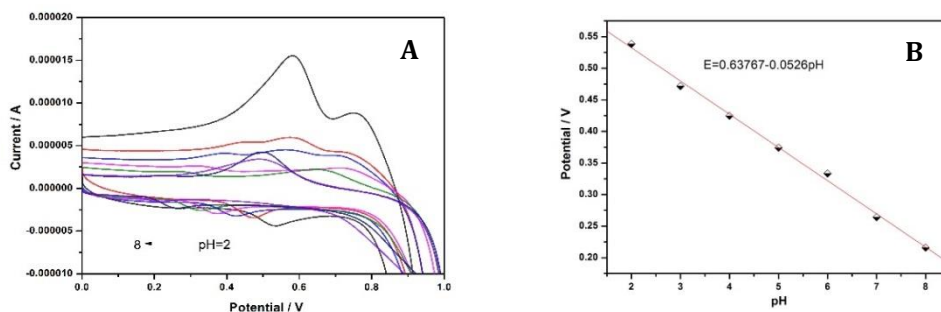 A
0.000020
0.000015
0.000010
0.000005
0.000000
-0.000005
-0.000010
Current / A
8 ◄ pH=2
0.0 0.2 0.4 0.6 0.8 1.0
Potential / V
B
E=0.63767-0.0526pH
0.55
0.50
0.45
0.40
0.35
0.30
0.25
0.20
Potential / V
2 3 4 5 6 7 8
pH